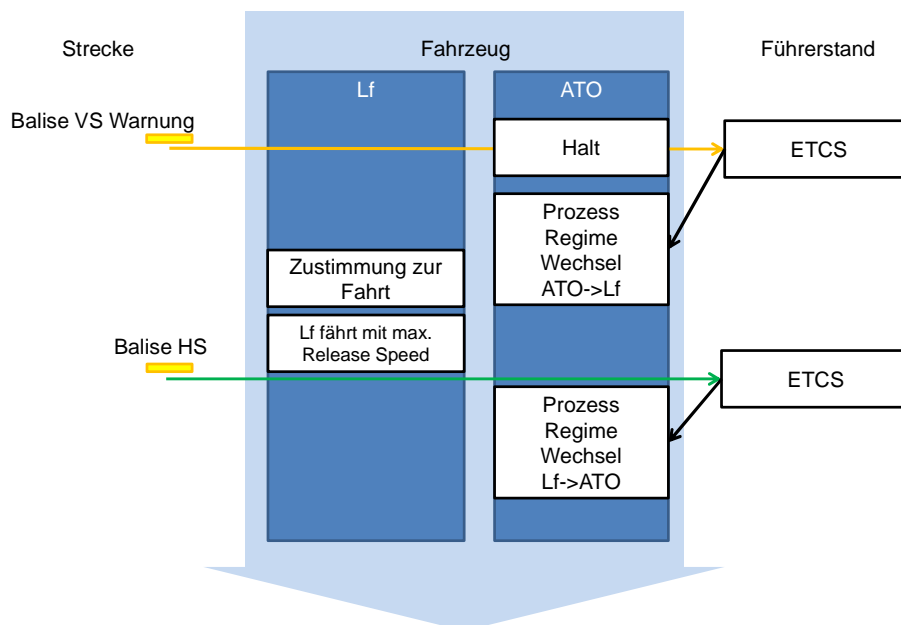 Strecke
Fahrzeug
Führerstand
Lf
ATO
Balise VS Warnung
Halt
ETCS
Prozess
Regime
Wechsel
ATO->Lf
Zustimmung zur
Fahrt
Lf fährt mit max.
Release Speed
Balise HS
ETCS
Prozess
Regime
Wechsel
Lf->ATO